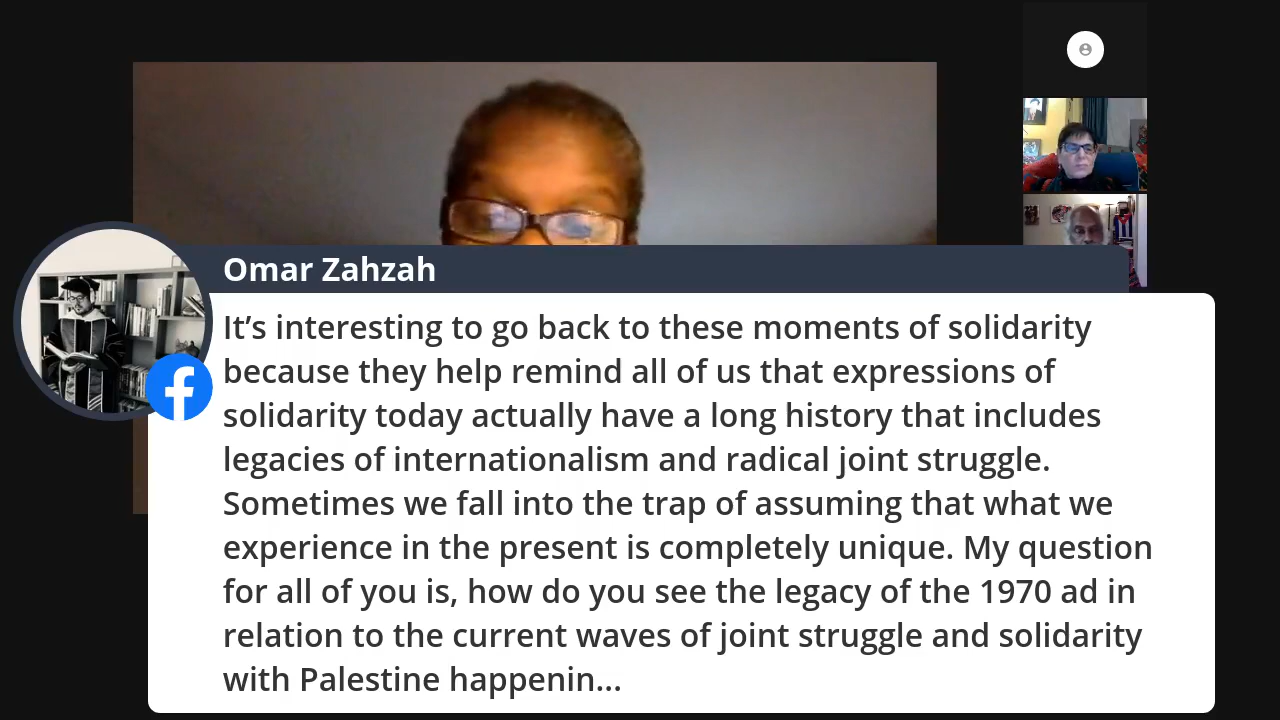 Omar Zahzah
It’s interesting to go back to these moments of solidarity
because they help remind all of us that expressions of
solidarity today actually have a long history that includes
legacies of internationalism and radical joint struggle.
Sometimes we fall into the trap of assuming that what we
experience in the present is completely unique. My question
for all of you is, how do you see the legacy of the 1970 ad in
relation to the current waves of joint struggle and solidarity
with Palestine happenin...